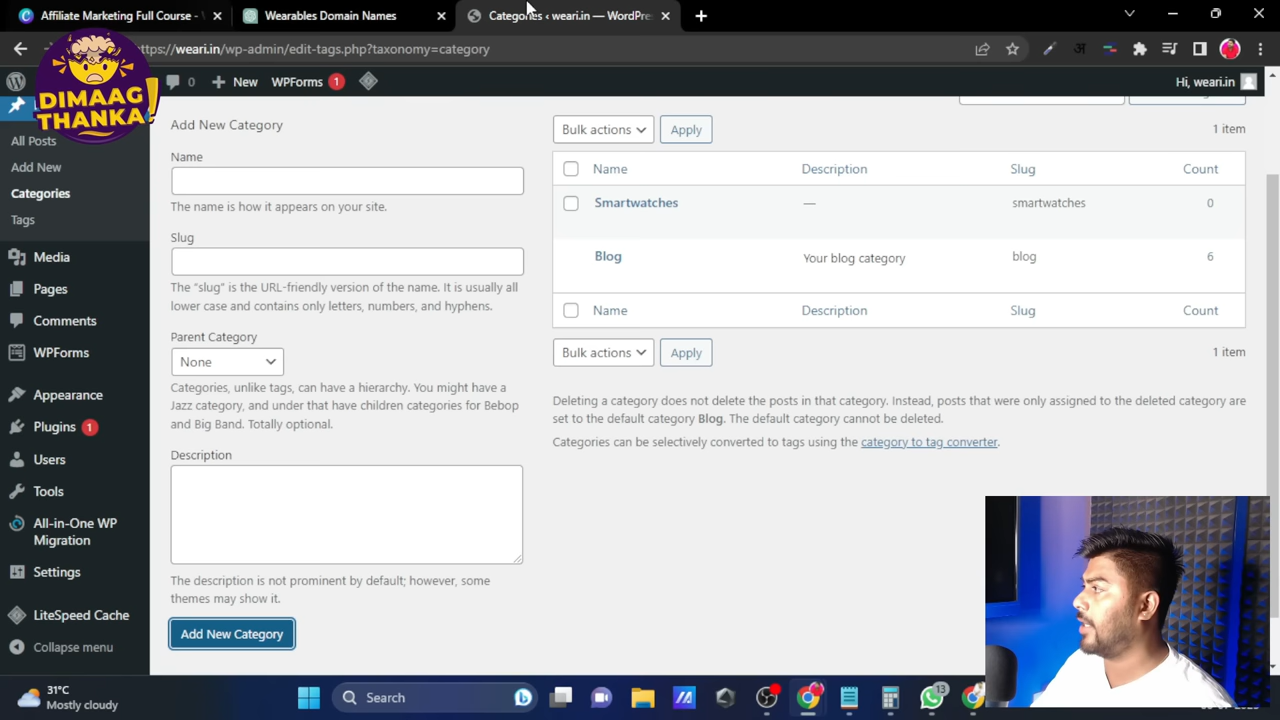 Affiliate Marketing Full Course -
Wearables Domain Names
Categories ‹ weari.in — WordPre
https://weari.in/wp-admin/edit-tags.php?taxonomy=category
DIMAAG
THANKA!
0
New
WPForms 1
Hi, weari.in
All Posts
Add New
Categories
Tags
Media
Pages
Comments
WPForms
Appearance
Plugins 1
Users
Tools
All-in-One WP
Migration
Settings
LiteSpeed Cache
Collapse menu
Add New Category
Name
The name is how it appears on your site.
Slug
The “slug” is the URL-friendly version of the name. It is usually all
lower case and contains only letters, numbers, and hyphens.
Parent Category
None
Categories, unlike tags, can have a hierarchy. You might have a
Jazz category, and under that have children categories for Bebop
and Big Band. Totally optional.
Description
The description is not prominent by default; however, some
themes may show it.
Add New Category
Bulk actions Apply 1 item
Name Description Slug Count
Smartwatches — smartwatches 0
Blog Your blog category blog 6
Name Description Slug Count
Bulk actions Apply 1 item
Deleting a category does not delete the posts in that category. Instead, posts that were only assigned to the deleted category are
set to the default category Blog. The default category cannot be deleted.
Categories can be selectively converted to tags using the category to tag converter.
31°C
Mostly cloudy
Search
13